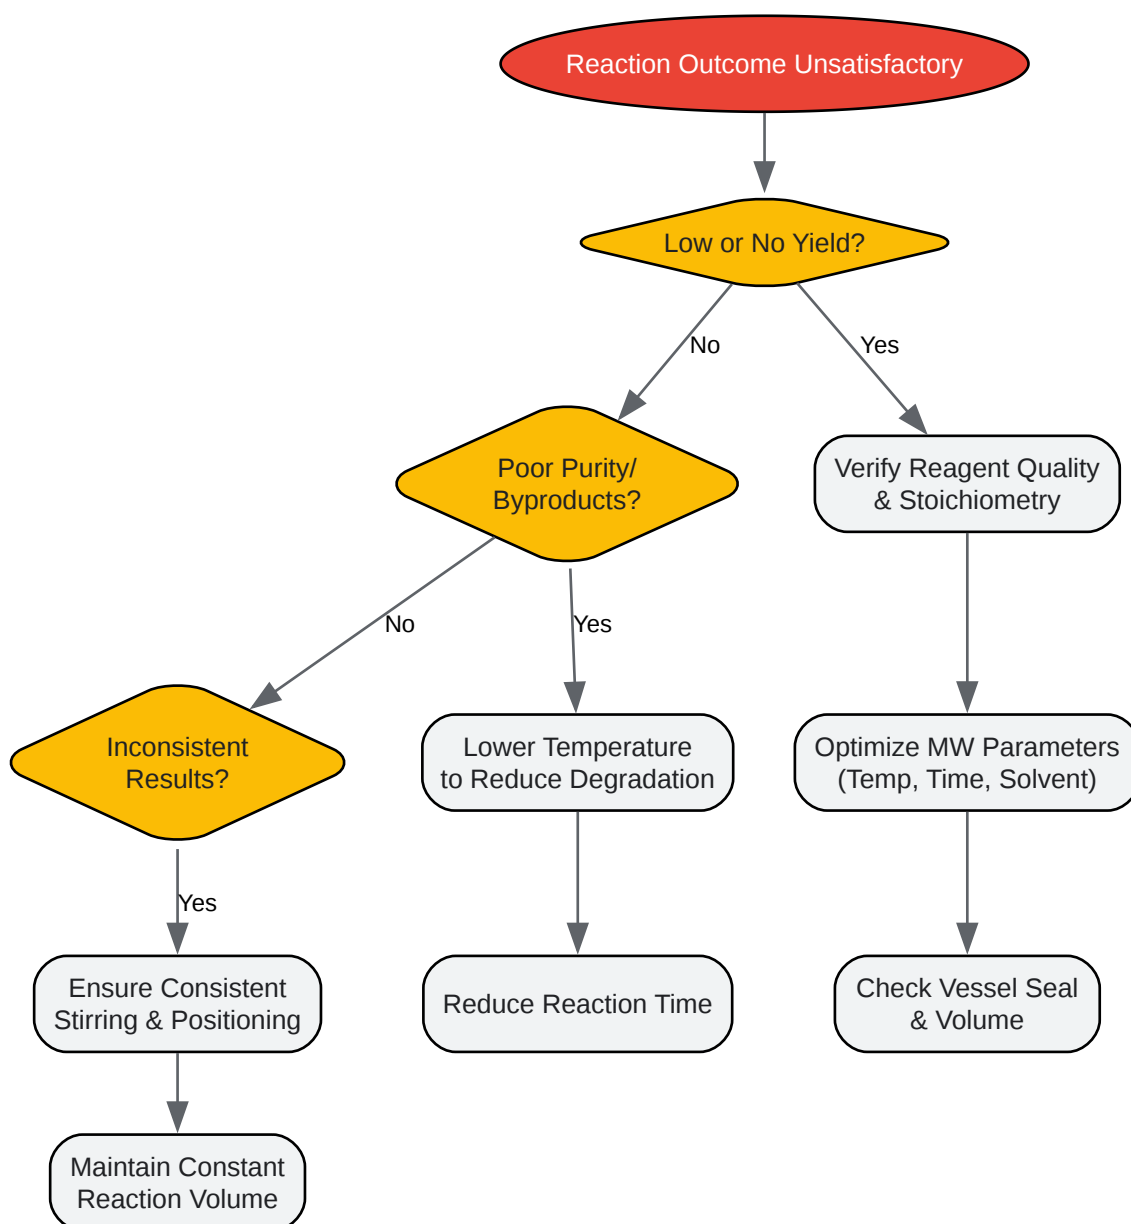 Reaction Outcome Unsatisfactory
Low or No Yield?
No
Yes
Poor Purity/
Byproducts?
Verify Reagent Quality
& Stoichiometry
No
Yes
Inconsistent
Results?
Lower Temperature
to Reduce Degradation
Optimize MW Parameters
(Temp, Time, Solvent)
Yes
Ensure Consistent
Stirring & Positioning
Reduce Reaction Time
Check Vessel Seal
& Volume
Maintain Constant
Reaction Volume